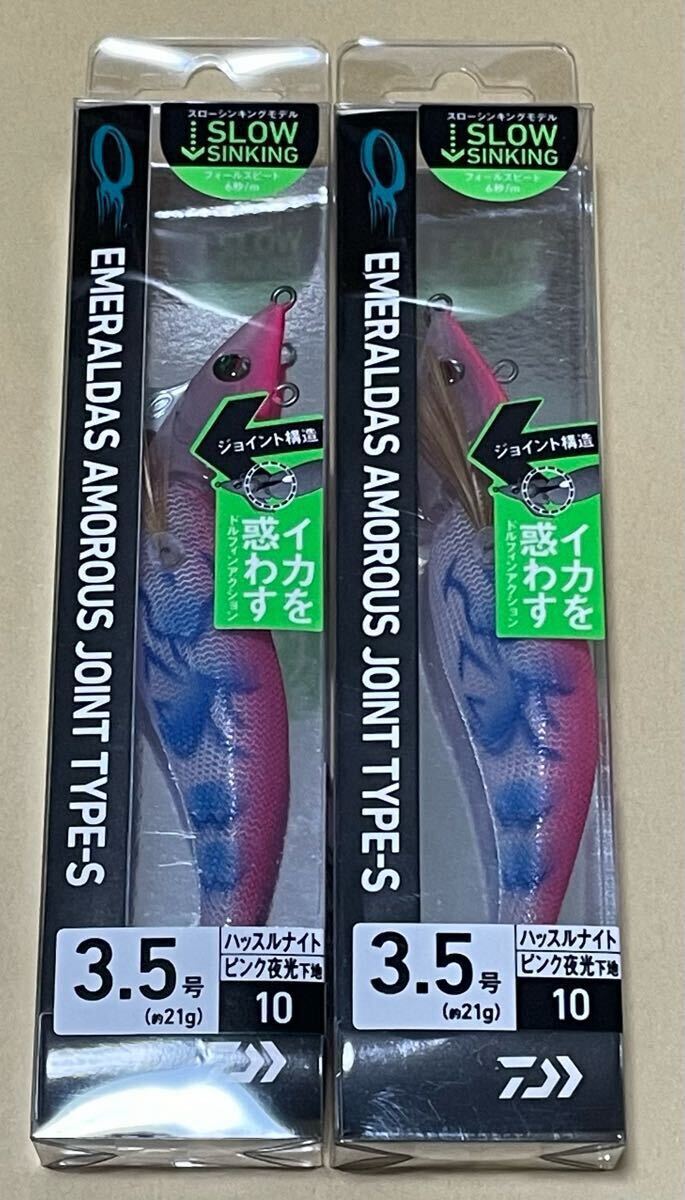 スローシンキングモデル
SLOW
SINKING
フォールスピード
6秒/m
EMERALDAS AMOROUS JOINT TYPE-S
ジョイント構造
イカを
惑わす
ドルフィンアクション
3.5号
(約21g)
ハッスルナイト
ピンク夜光下地
10
スローシンキングモデル
SLOW
SINKING
フォールスピード
6秒/m
EMERALDAS AMOROUS JOINT TYPE-S
ジョイント構造
イカを
惑わす
ドルフィンアクション
3.5号
(約21g)
ハッスルナイト
ピンク夜光下地
10